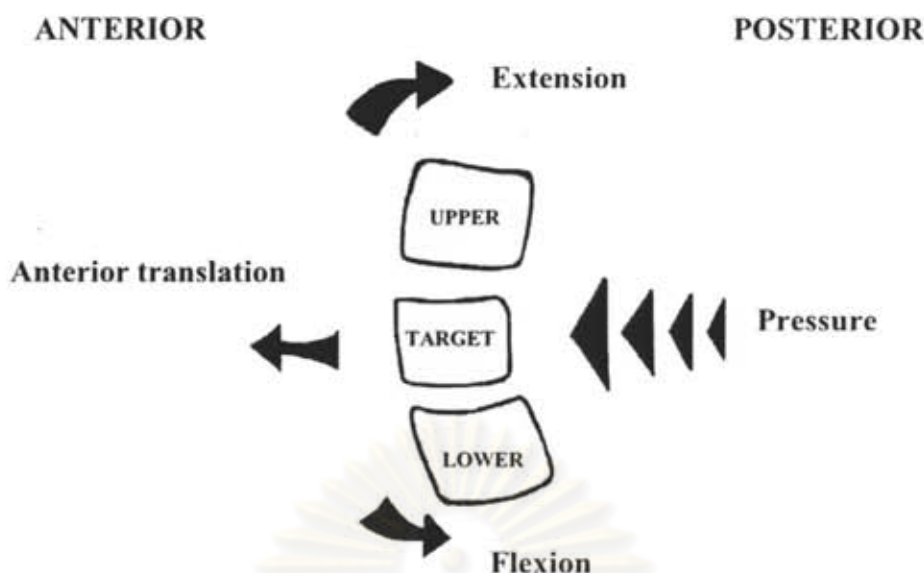 ANTERIOR POSTERIOR
Extension
UPPER
Anterior translation
Pressure
TARGET
LOWER
Flexion